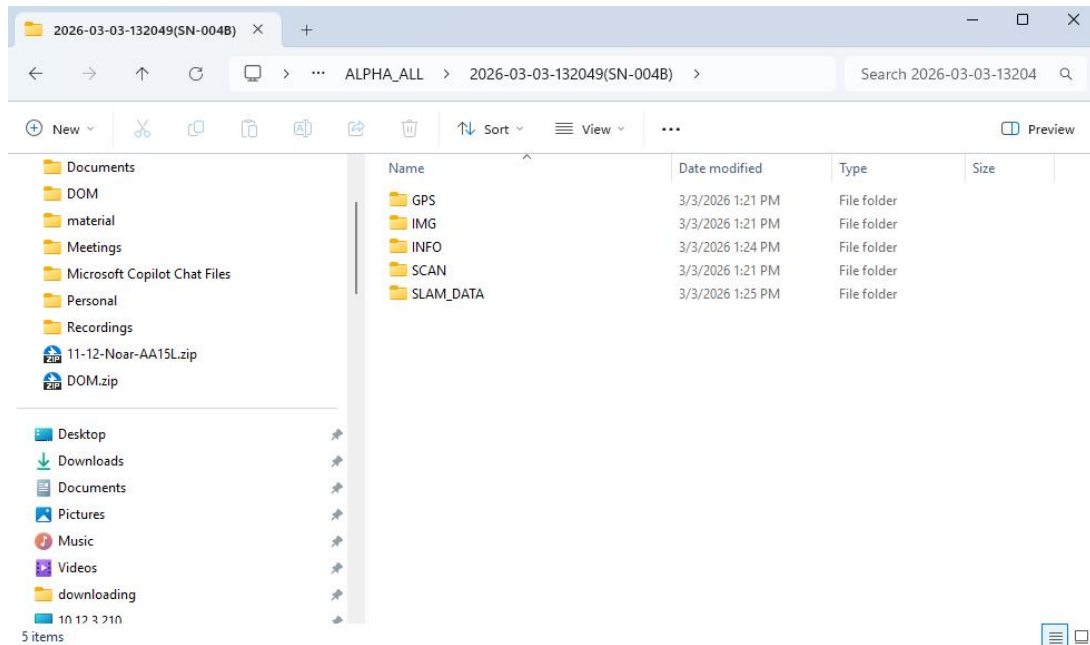 2026-03-03-132049(SN-004B)
ALPHA_ALL > 2026-03-03-132049(SN-004B) >
Search 2026-03-03-13204
New
Sort
View
Preview
Documents
DOM
material
Meetings
Microsoft Copilot Chat Files
Personal
Recordings
11-12-Noar-AA15L.zip
DOM.zip
Desktop
Downloads
Documents
Pictures
Music
Videos
downloading
10.12.3.210
Name Date modified Type Size
GPS 3/3/2026 1:21 PM File folder
IMG 3/3/2026 1:21 PM File folder
INFO 3/3/2026 1:24 PM File folder
SCAN 3/3/2026 1:21 PM File folder
SLAM_DATA 3/3/2026 1:25 PM File folder
5 items